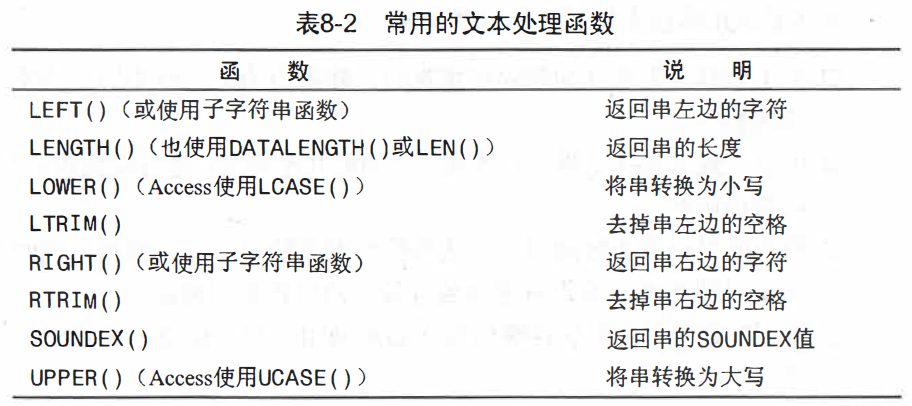 表8-2 常用的文本处理函数
函 数 说 明
LEFT()（或使用子字符串函数） 返回串左边的字符
LENGTH()（也使用DATALENGTH()或LEN()） 返回串的长度
LOWER()（Access使用LCASE()） 将串转换为小写
LTRIM() 去掉串左边的空格
RIGHT()（或使用子字符串函数） 返回串右边的字符
RTRIM() 去掉串右边的空格
SOUNDEX() 返回串的SOUNDEX值
UPPER()（Access使用UCASE()） 将串转换为大写